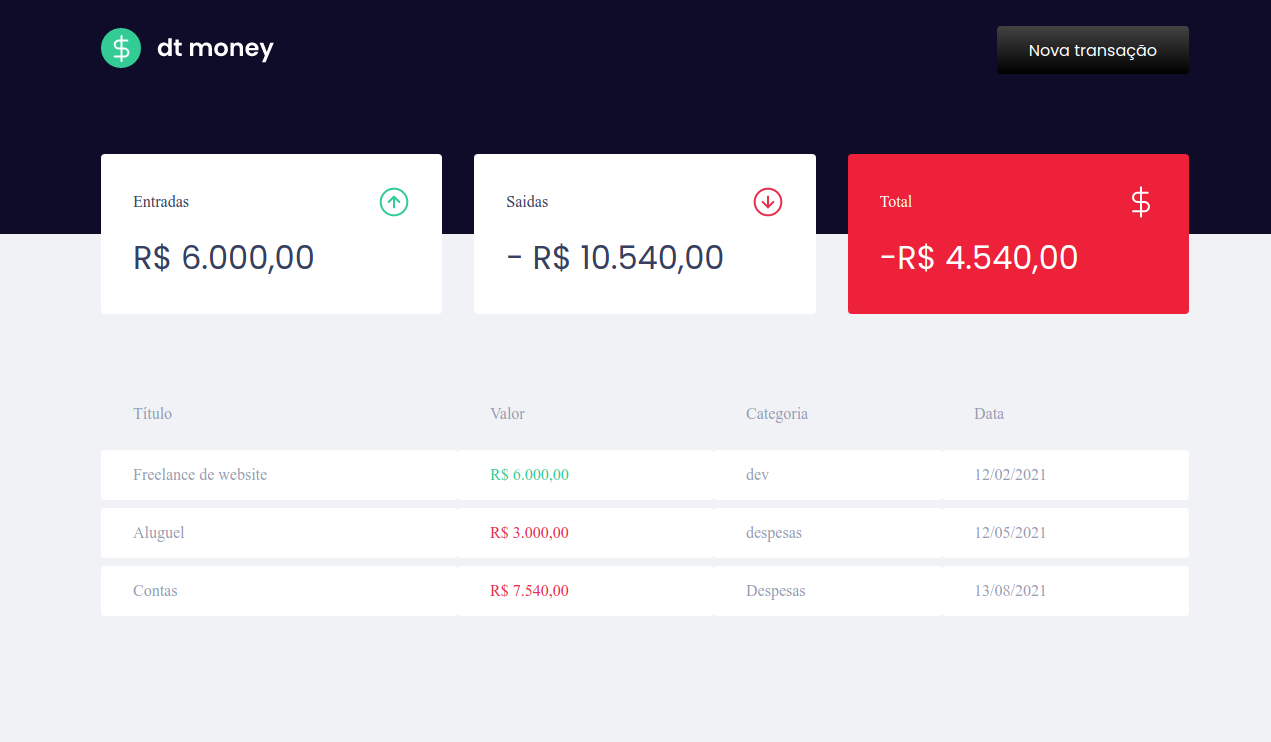 dt money
Nova transação
Entradas
Saidas
Total
R$ 6.000,00
- R$ 10.540,00
-R$ 4.540,00
Título Valor Categoria Data
Freelance de website R$ 6.000,00 dev 12/02/2021
Aluguel R$ 3.000,00 despesas 12/05/2021
Contas R$ 7.540,00 Despesas 13/08/2021